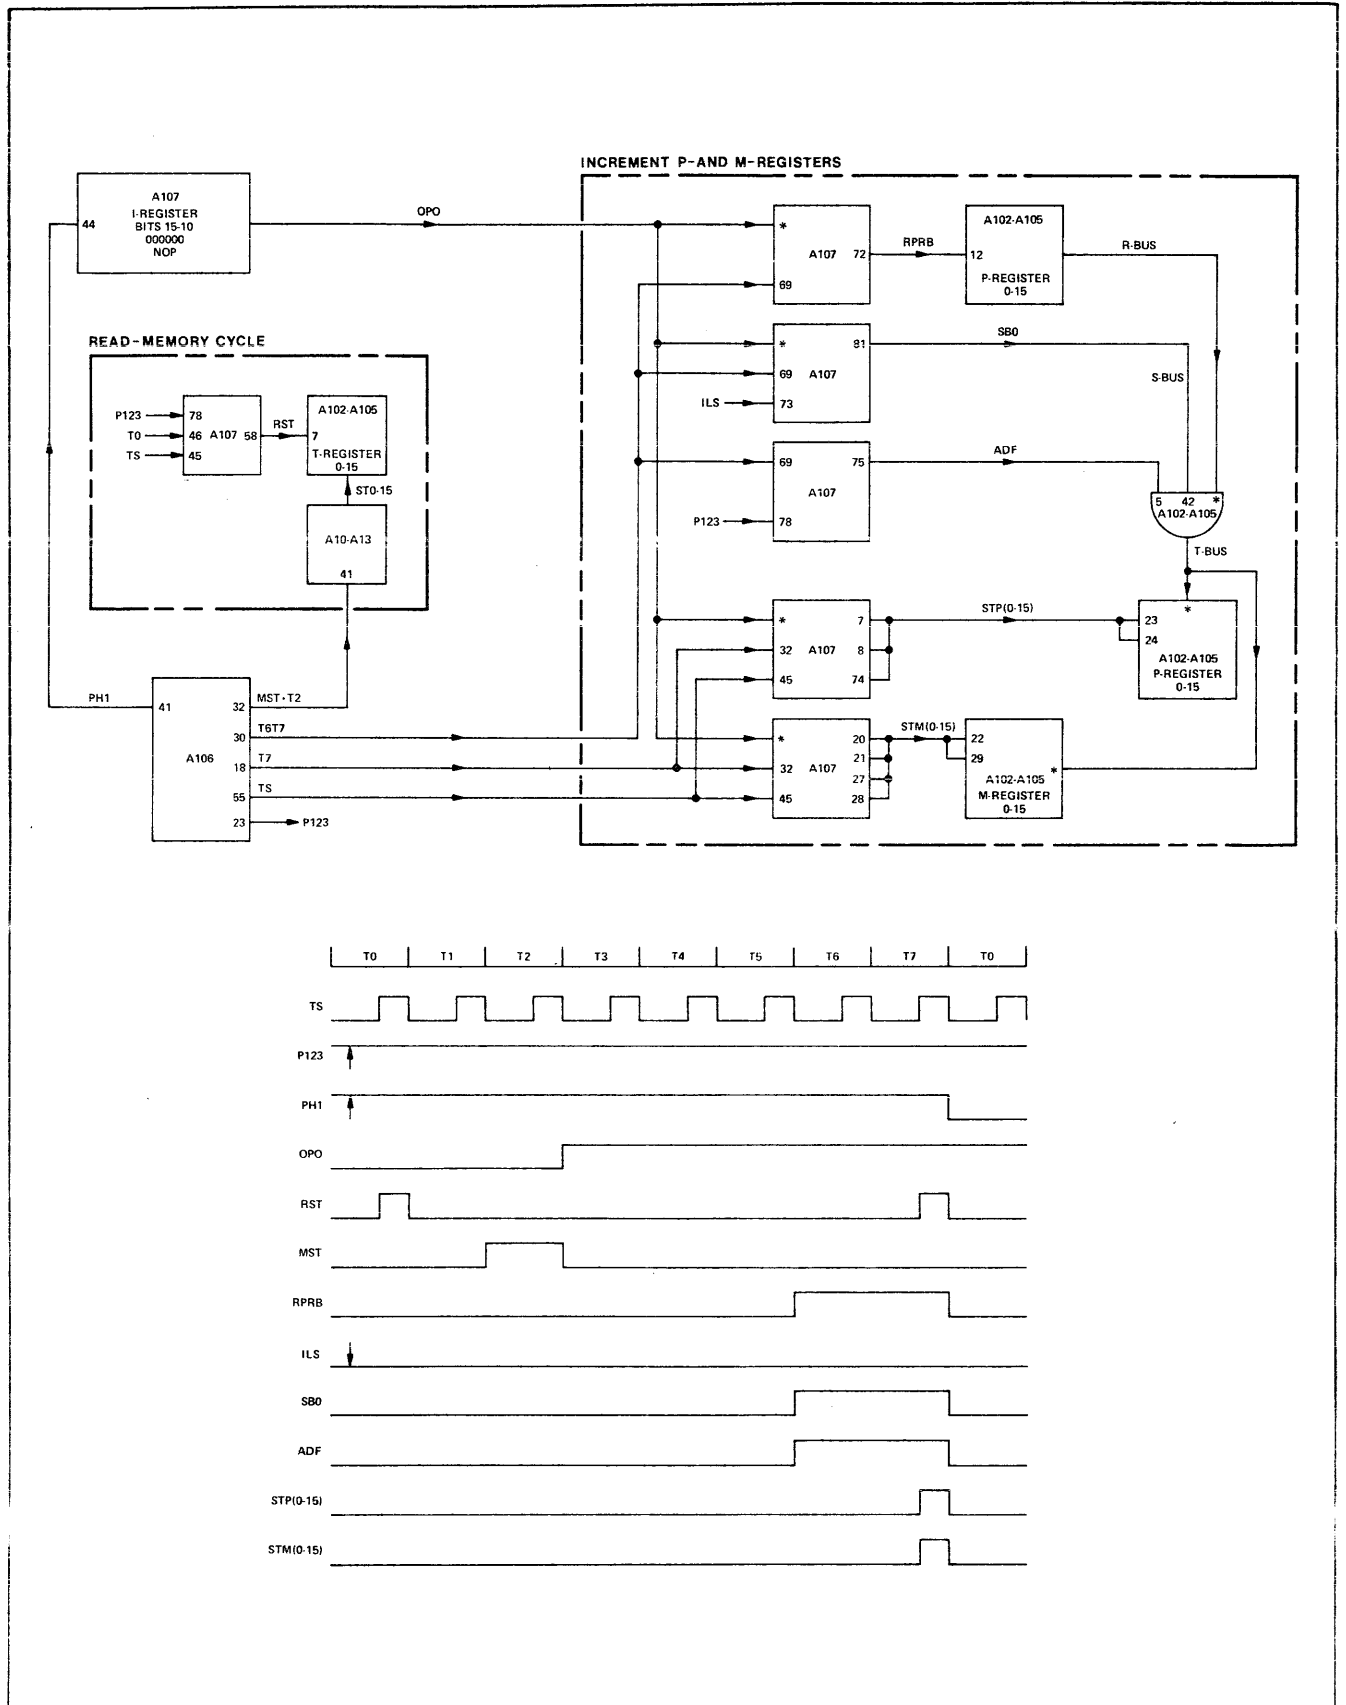 INCREMENT P-AND M-REGISTERS
A107
I-REGISTER
BITS 15-10
000000
NOP
44
OPO
*
A107
72
69
RPRB
A102-A105
12
P-REGISTER
0-15
R-BUS
*
81
69
A107
ILS
73
SB0
S-BUS
69
75
A107
P123
78
ADF
5
42
*
A102-A105
T-BUS
READ-MEMORY CYCLE
P123
78
T0
46
A107
58
TS
45
RST
A102-A105
7
T-REGISTER
0-15
ST0-15
A10-A13
41
*
7
32
A107
8
45
74
STP(0-15)
*
23
24
A102-A105
P-REGISTER
0-15
PH1
41
32
MST·T2
30
T6T7
A106
18
T7
55
TS
23
P123
*
20
21
32
A107
27
45
28
STM(0-15)
22
29
A102-A105
*
M-REGISTER
0-15
T0 T1 T2 T3 T4 T5 T6 T7 T0
TS
P123
PH1
OPO
RST
MST
RPRB
ILS
SB0
ADF
STP(0-15)
STM(0-15)